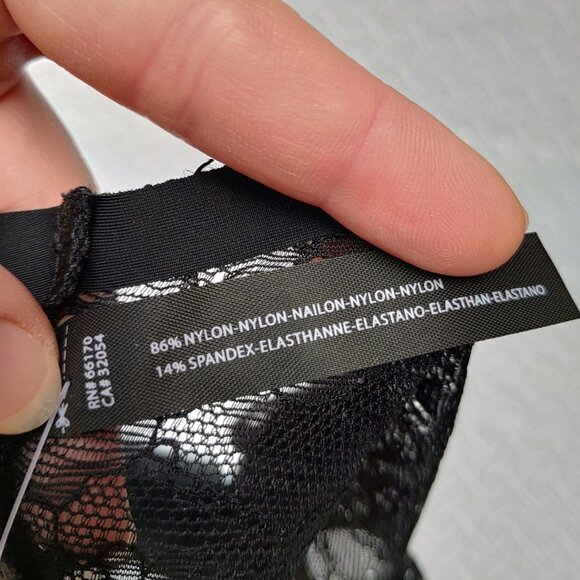 86% NYLON-NYLON-NAILON-NYLON-NYLON
14% SPANDEX-ELASTHANNE-ELASTANO-ELASTHAN-ELASTANO
RN# 66170
CA# 32054